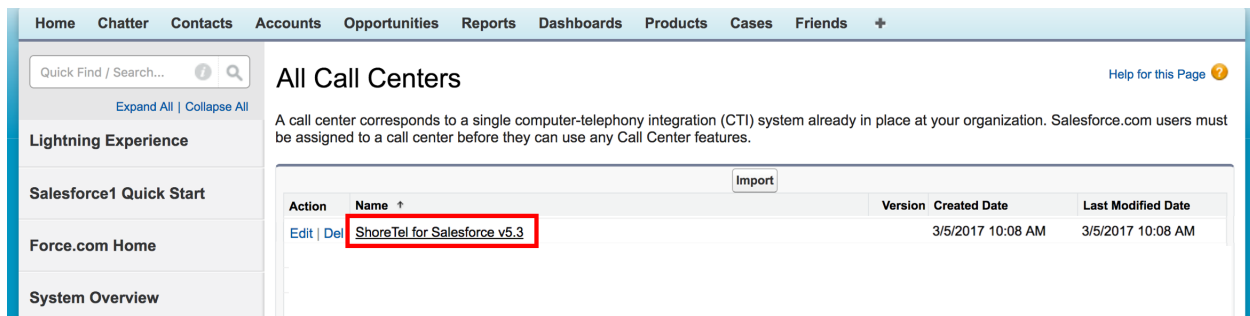 Home Chatter Contacts Accounts Opportunities Reports Dashboards Products Cases Friends +
Quick Find / Search...
Expand All | Collapse All
Lightning Experience
Salesforce1 Quick Start
Force.com Home
System Overview
All Call Centers
Help for this Page ?
A call center corresponds to a single computer-telephony integration (CTI) system already in place at your organization. Salesforce.com users must
be assigned to a call center before they can use any Call Center features.
Import
Action Name ↑ Version Created Date Last Modified Date
Edit | Del ShoreTel for Salesforce v5.3 3/5/2017 10:08 AM 3/5/2017 10:08 AM